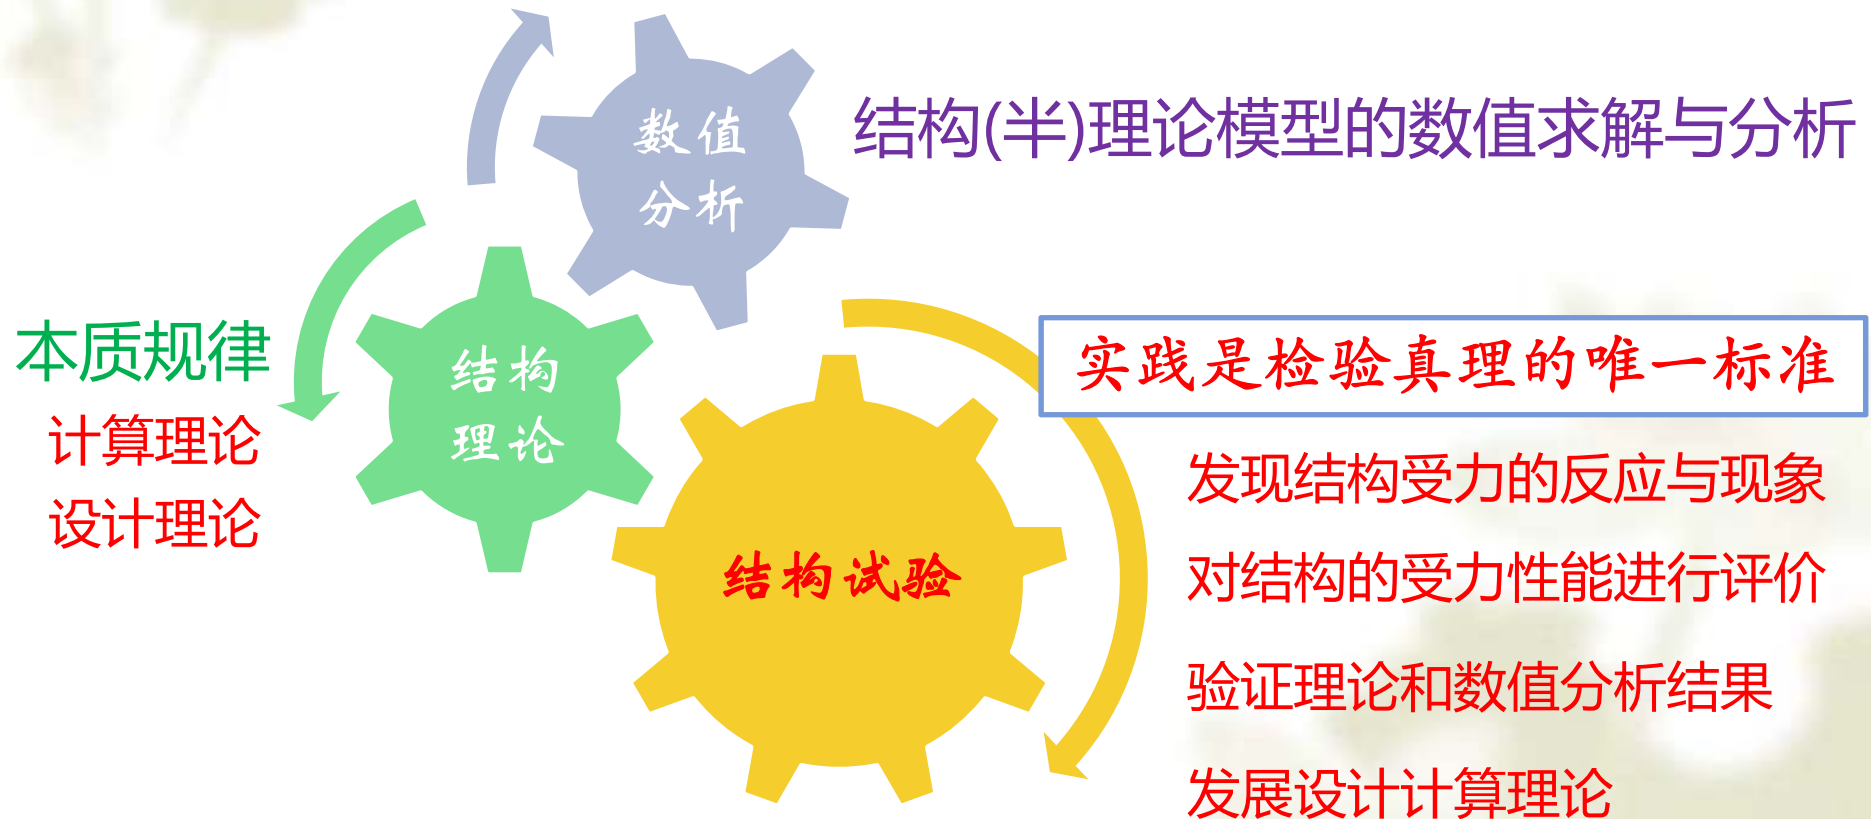 数值
分析
结构(半)理论模型的数值求解与分析
本质规律
计算理论
设计理论
结构
理论
结构试验
实践是检验真理的唯一标准
发现结构受力的反应与现象
对结构的受力性能进行评价
验证理论和数值分析结果
发展设计计算理论